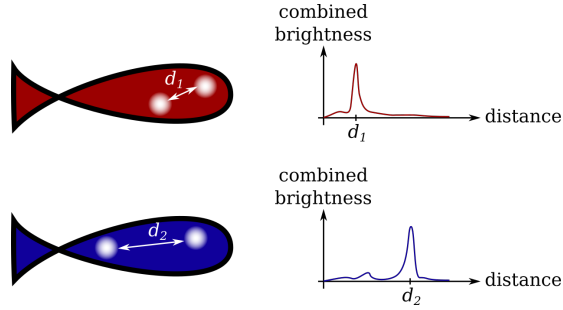 combined
brightness
d₁
distance
d₁
combined
brightness
d₂
distance
d₂